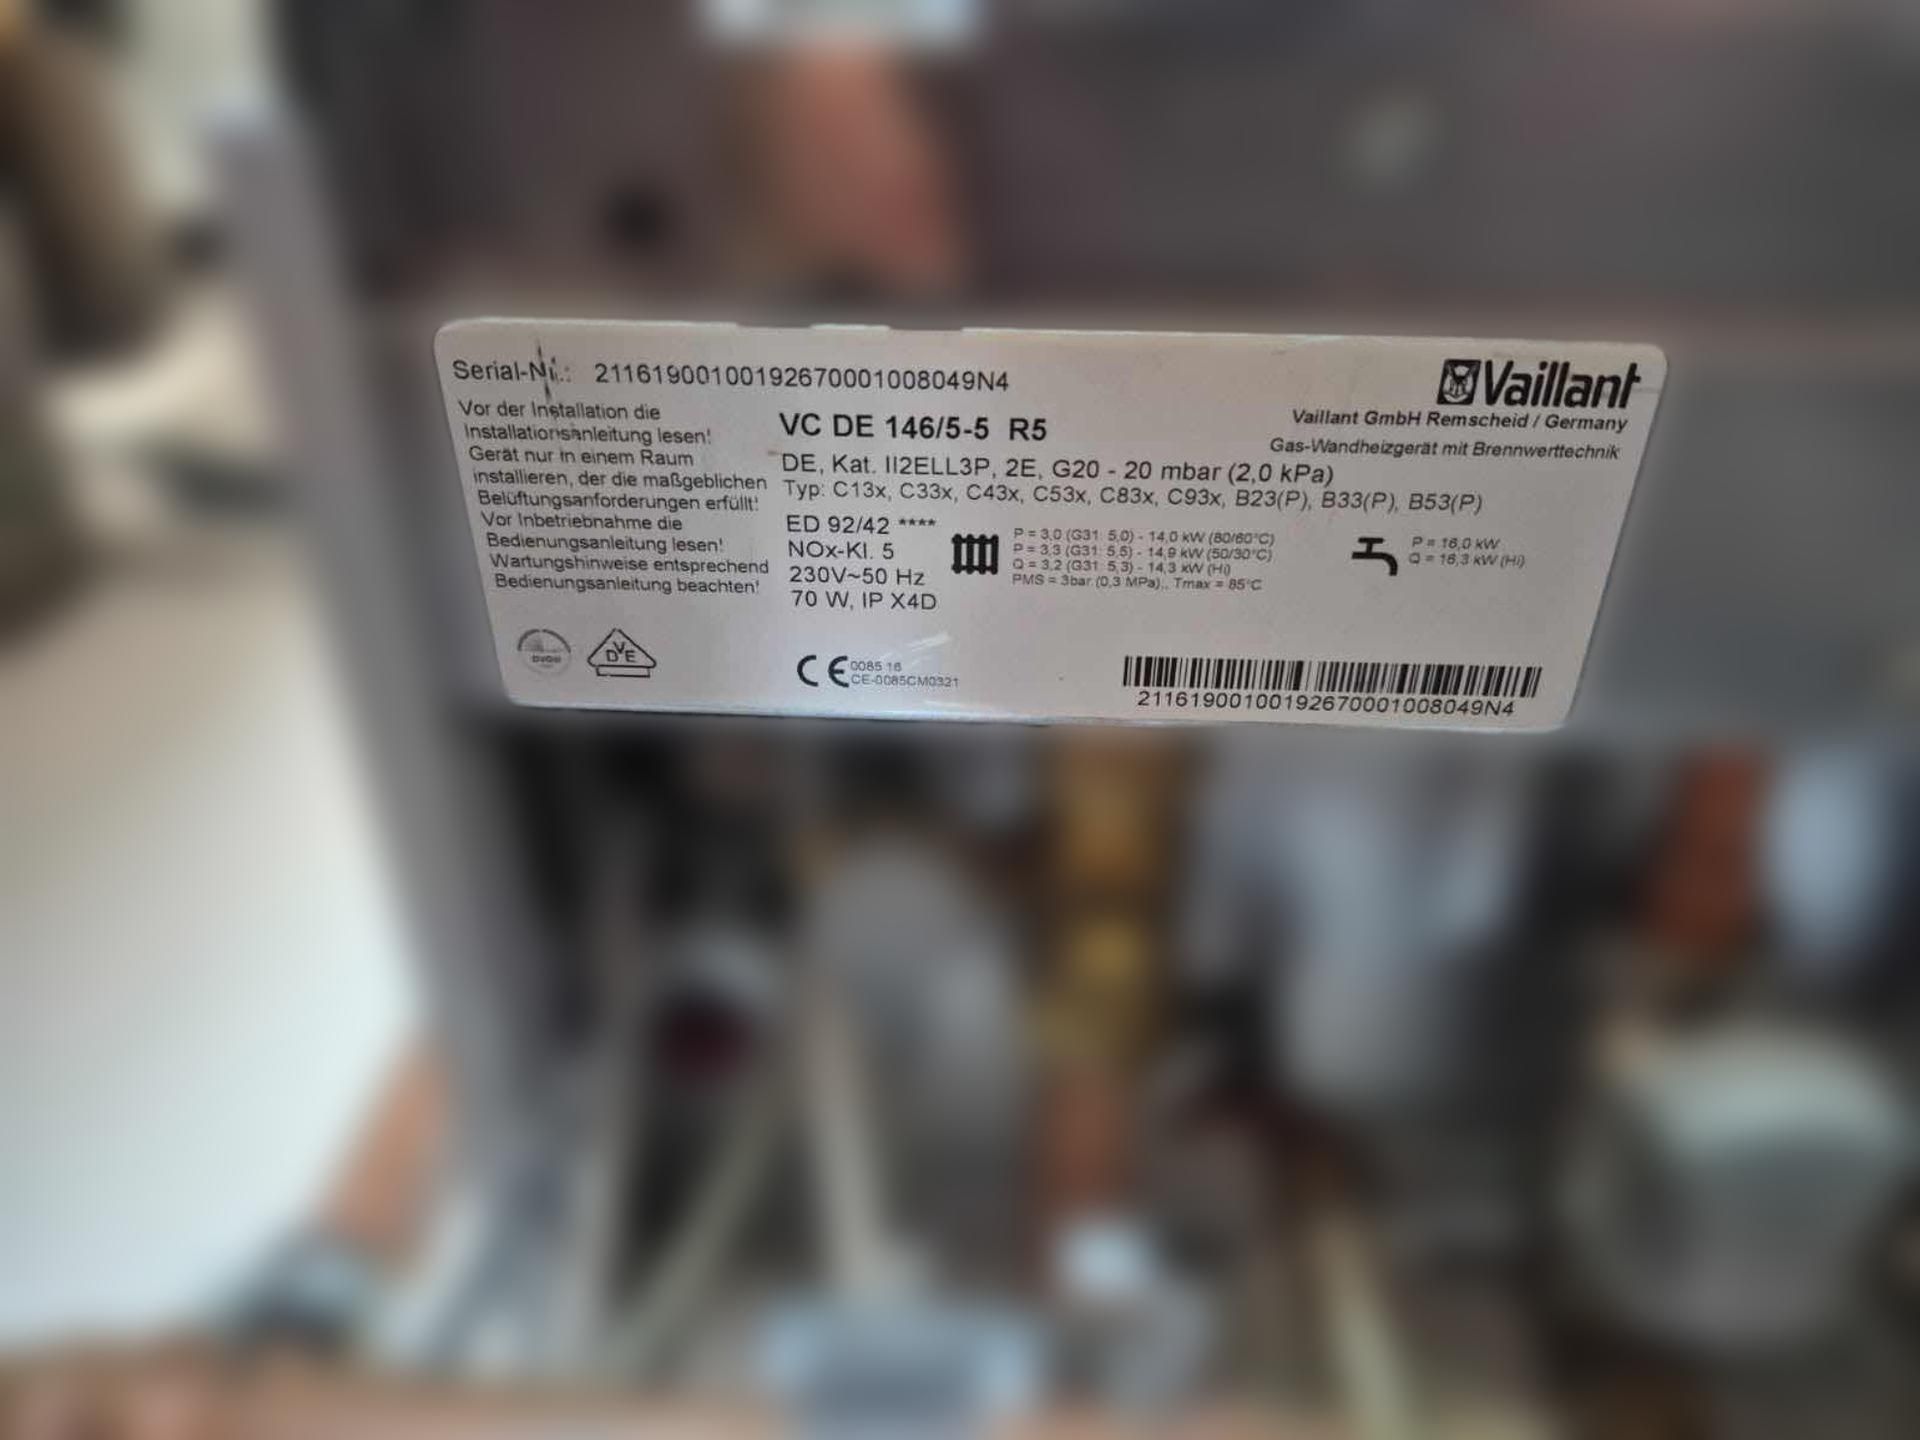 Serial-Nr.: 21161900100192670001008049N4
Vaillant
Vaillant GmbH Remscheid / Germany
Gas-Wandheizgerät mit Brennwerttechnik
Vor der Installation die
Installationsanleitung lesen!
Gerät nur in einem Raum
installieren, der die maßgeblichen
Belüftungsanforderungen erfüllt!
Vor Inbetriebnahme die
Bedienungsanleitung lesen!
Wartungshinweise entsprechend
Bedienungsanleitung beachten!
VC DE 146/5-5 R5
DE, Kat. II2ELL3P, 2E, G20 - 20 mbar (2,0 kPa)
Typ: C13x, C33x, C43x, C53x, C83x, C93x, B23(P), B33(P), B53(P)
ED 92/42 ****
NOx-Kl. 5
230V~50 Hz
70 W, IP X4D
P = 3,0 (G31: 5,0) - 14,0 kW (80/60°C)
P = 3,3 (G31: 5,5) - 14,9 kW (50/30°C)
Q = 3,2 (G31: 5,3) - 14,3 kW (Hi)
PMS = 3bar (0,3 MPa),. Tmax = 85°C
P = 16,0 kW
Q = 16,3 kW (Hi)
DVGW
DVE
CE 0085 16
CE-0085CM0321
21161900100192670001008049N4